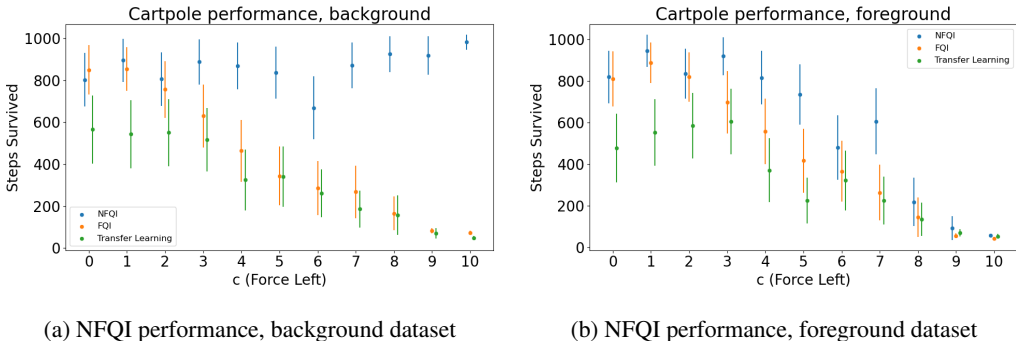 Cartpole performance, background
1000
800
600
400
200
0
Steps Survived
NFQI
FQI
Transfer Learning
0 1 2 3 4 5 6 7 8 9 10
c (Force Left)
(a) NFQI performance, background dataset
Cartpole performance, foreground
1000
800
600
400
200
0
Steps Survived
NFQI
FQI
Transfer Learning
0 1 2 3 4 5 6 7 8 9 10
c (Force Left)
(b) NFQI performance, foreground dataset